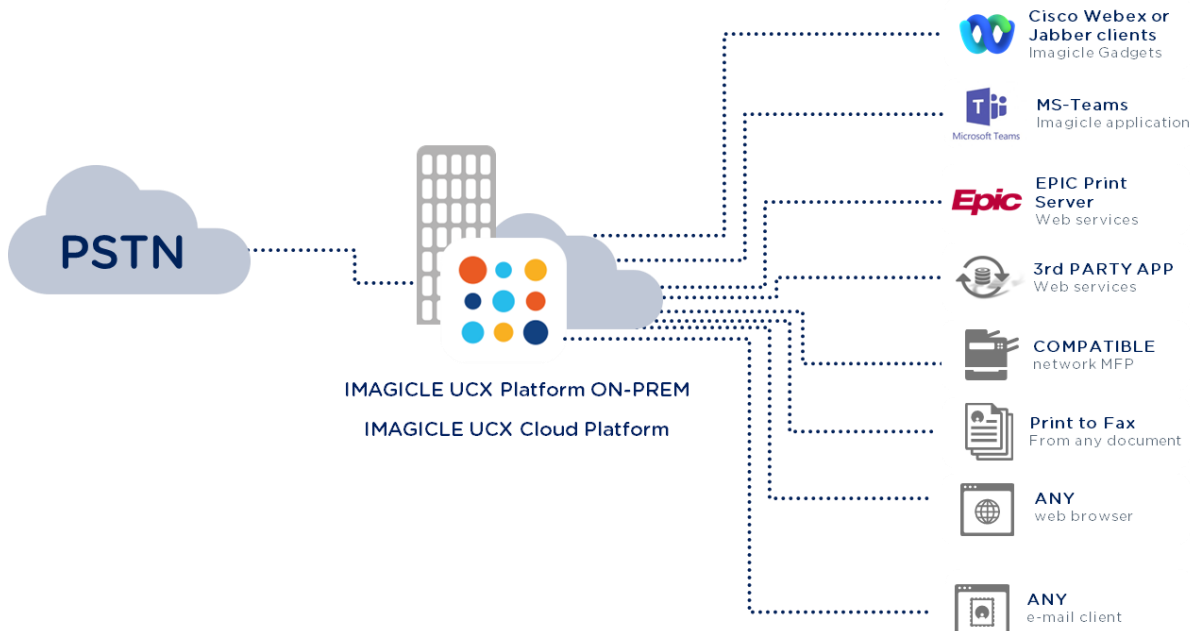 PSTN
IMAGICLE UCX Platform ON-PREM
IMAGICLE UCX Cloud Platform
Cisco Webex or
Jabber clients
Imagicle Gadgets
T
Microsoft Teams
MS-Teams
Imagicle application
Epic
EPIC Print
Server
Web services
3rd PARTY APP
Web services
COMPATIBLE
network MFP
Print to Fax
From any document
ANY
web browser
ANY
e-mail client